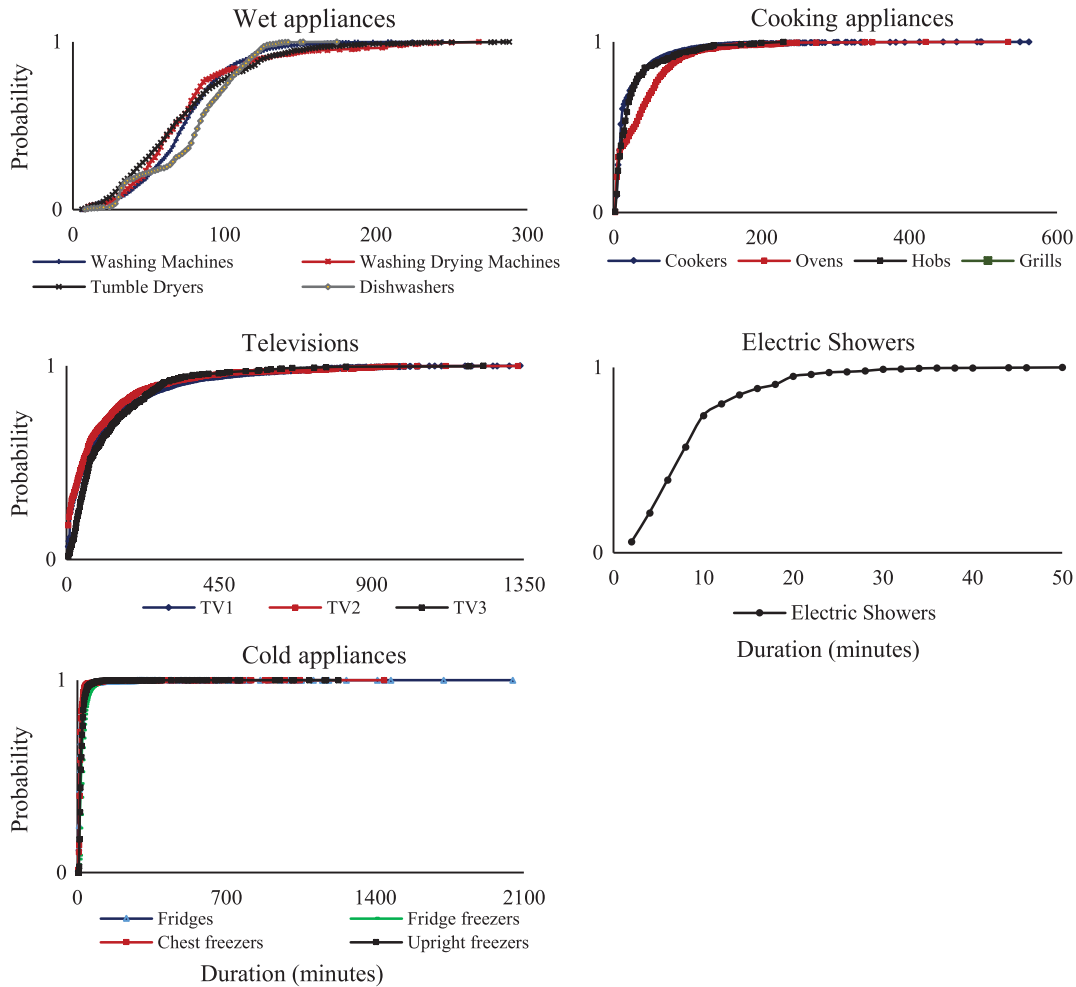 Wet appliances
Probability
1
0
0 100 200 300
Washing Machines Washing Drying Machines
Tumble Dryers Dishwashers
Cooking appliances
1
0
0 200 400 600
Cookers Ovens Hobs Grills
Televisions
Probability
1
0
0 450 900 1350
TV1 TV2 TV3
Electric Showers
1
0
0 10 20 30 40 50
Electric Showers
Duration (minutes)
Cold appliances
Probability
1
0
0 700 1400 2100
Fridges Fridge freezers
Chest freezers Upright freezers
Duration (minutes)